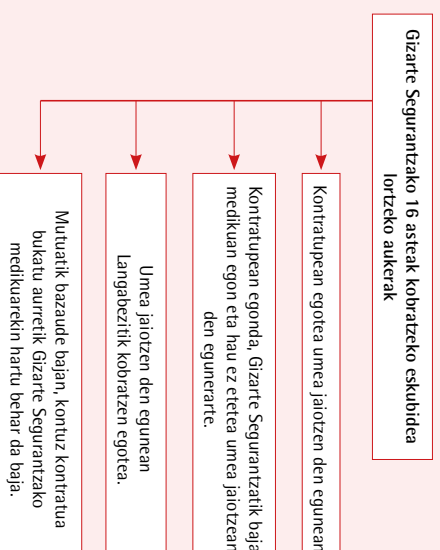 Gizarte Segurantzako 16 asteak kobratzeko eskubidea
lortzeko aukerak
Kontratupean egotea umea jaiotzen den egunean
Kontratupean egonda, Gizarte Segurantzatik baja
medikuan egon eta hau ez etetea umea jaiotzean
den egunerarte.
Umea jaiotzen den egunean
Langabezitik kobratzen egotea.
Mutuatik bazaude bajan, kontuz kontratua
bukatu aurretik Gizarte Segurantzako
medikuarekin hartu behar da baja.